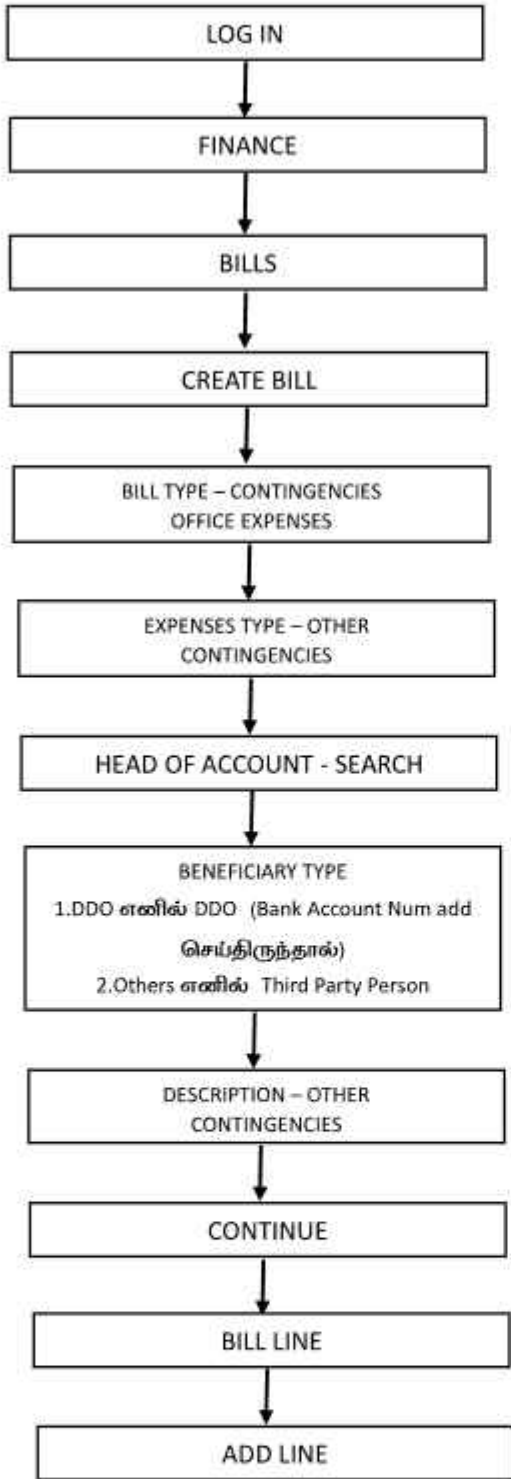 LOG IN
FINANCE
BILLS
CREATE BILL
BILL TYPE – CONTINGENCIES
OFFICE EXPENSES
EXPENSES TYPE – OTHER
CONTINGENCIES
HEAD OF ACCOUNT - SEARCH
BENEFICIARY TYPE
1.DDO எனில் DDO (Bank Account Num add
செய்திருந்தால்)
2.Others எனில் Third Party Person
DESCRIPTION – OTHER
CONTINGENCIES
CONTINUE
BILL LINE
ADD LINE